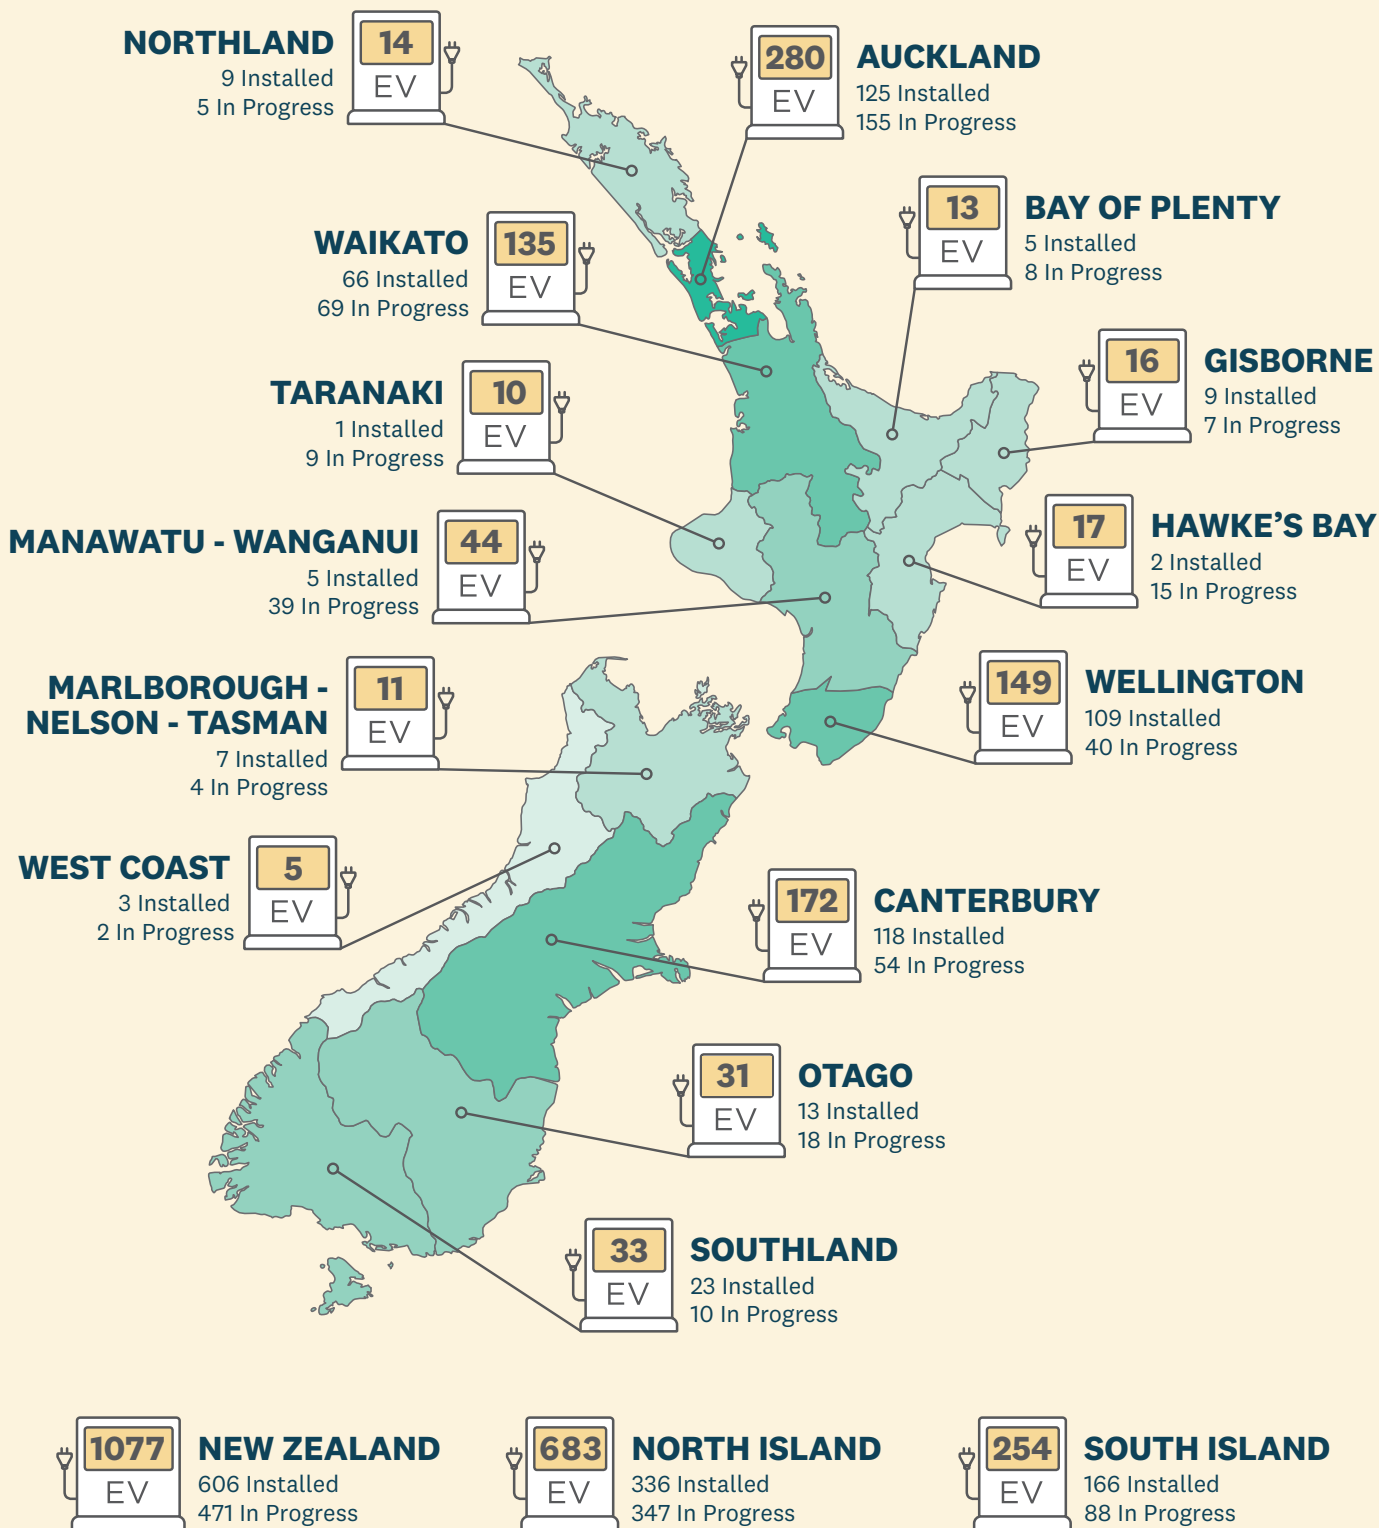 14
EV
NORTHLAND
9 Installed
5 In Progress
280
EV
AUCKLAND
125 Installed
155 In Progress
13
EV
BAY OF PLENTY
5 Installed
8 In Progress
135
EV
WAIKATO
66 Installed
69 In Progress
16
EV
GISBORNE
9 Installed
7 In Progress
10
EV
TARANAKI
1 Installed
9 In Progress
17
EV
HAWKE’S BAY
2 Installed
15 In Progress
44
EV
MANAWATU - WANGANUI
5 Installed
39 In Progress
149
EV
WELLINGTON
109 Installed
40 In Progress
11
EV
MARLBOROUGH -
NELSON - TASMAN
7 Installed
4 In Progress
5
EV
WEST COAST
3 Installed
2 In Progress
172
EV
CANTERBURY
118 Installed
54 In Progress
31
EV
OTAGO
13 Installed
18 In Progress
33
EV
SOUTHLAND
23 Installed
10 In Progress
1077
EV
NEW ZEALAND
606 Installed
471 In Progress
683
EV
NORTH ISLAND
336 Installed
347 In Progress
254
EV
SOUTH ISLAND
166 Installed
88 In Progress